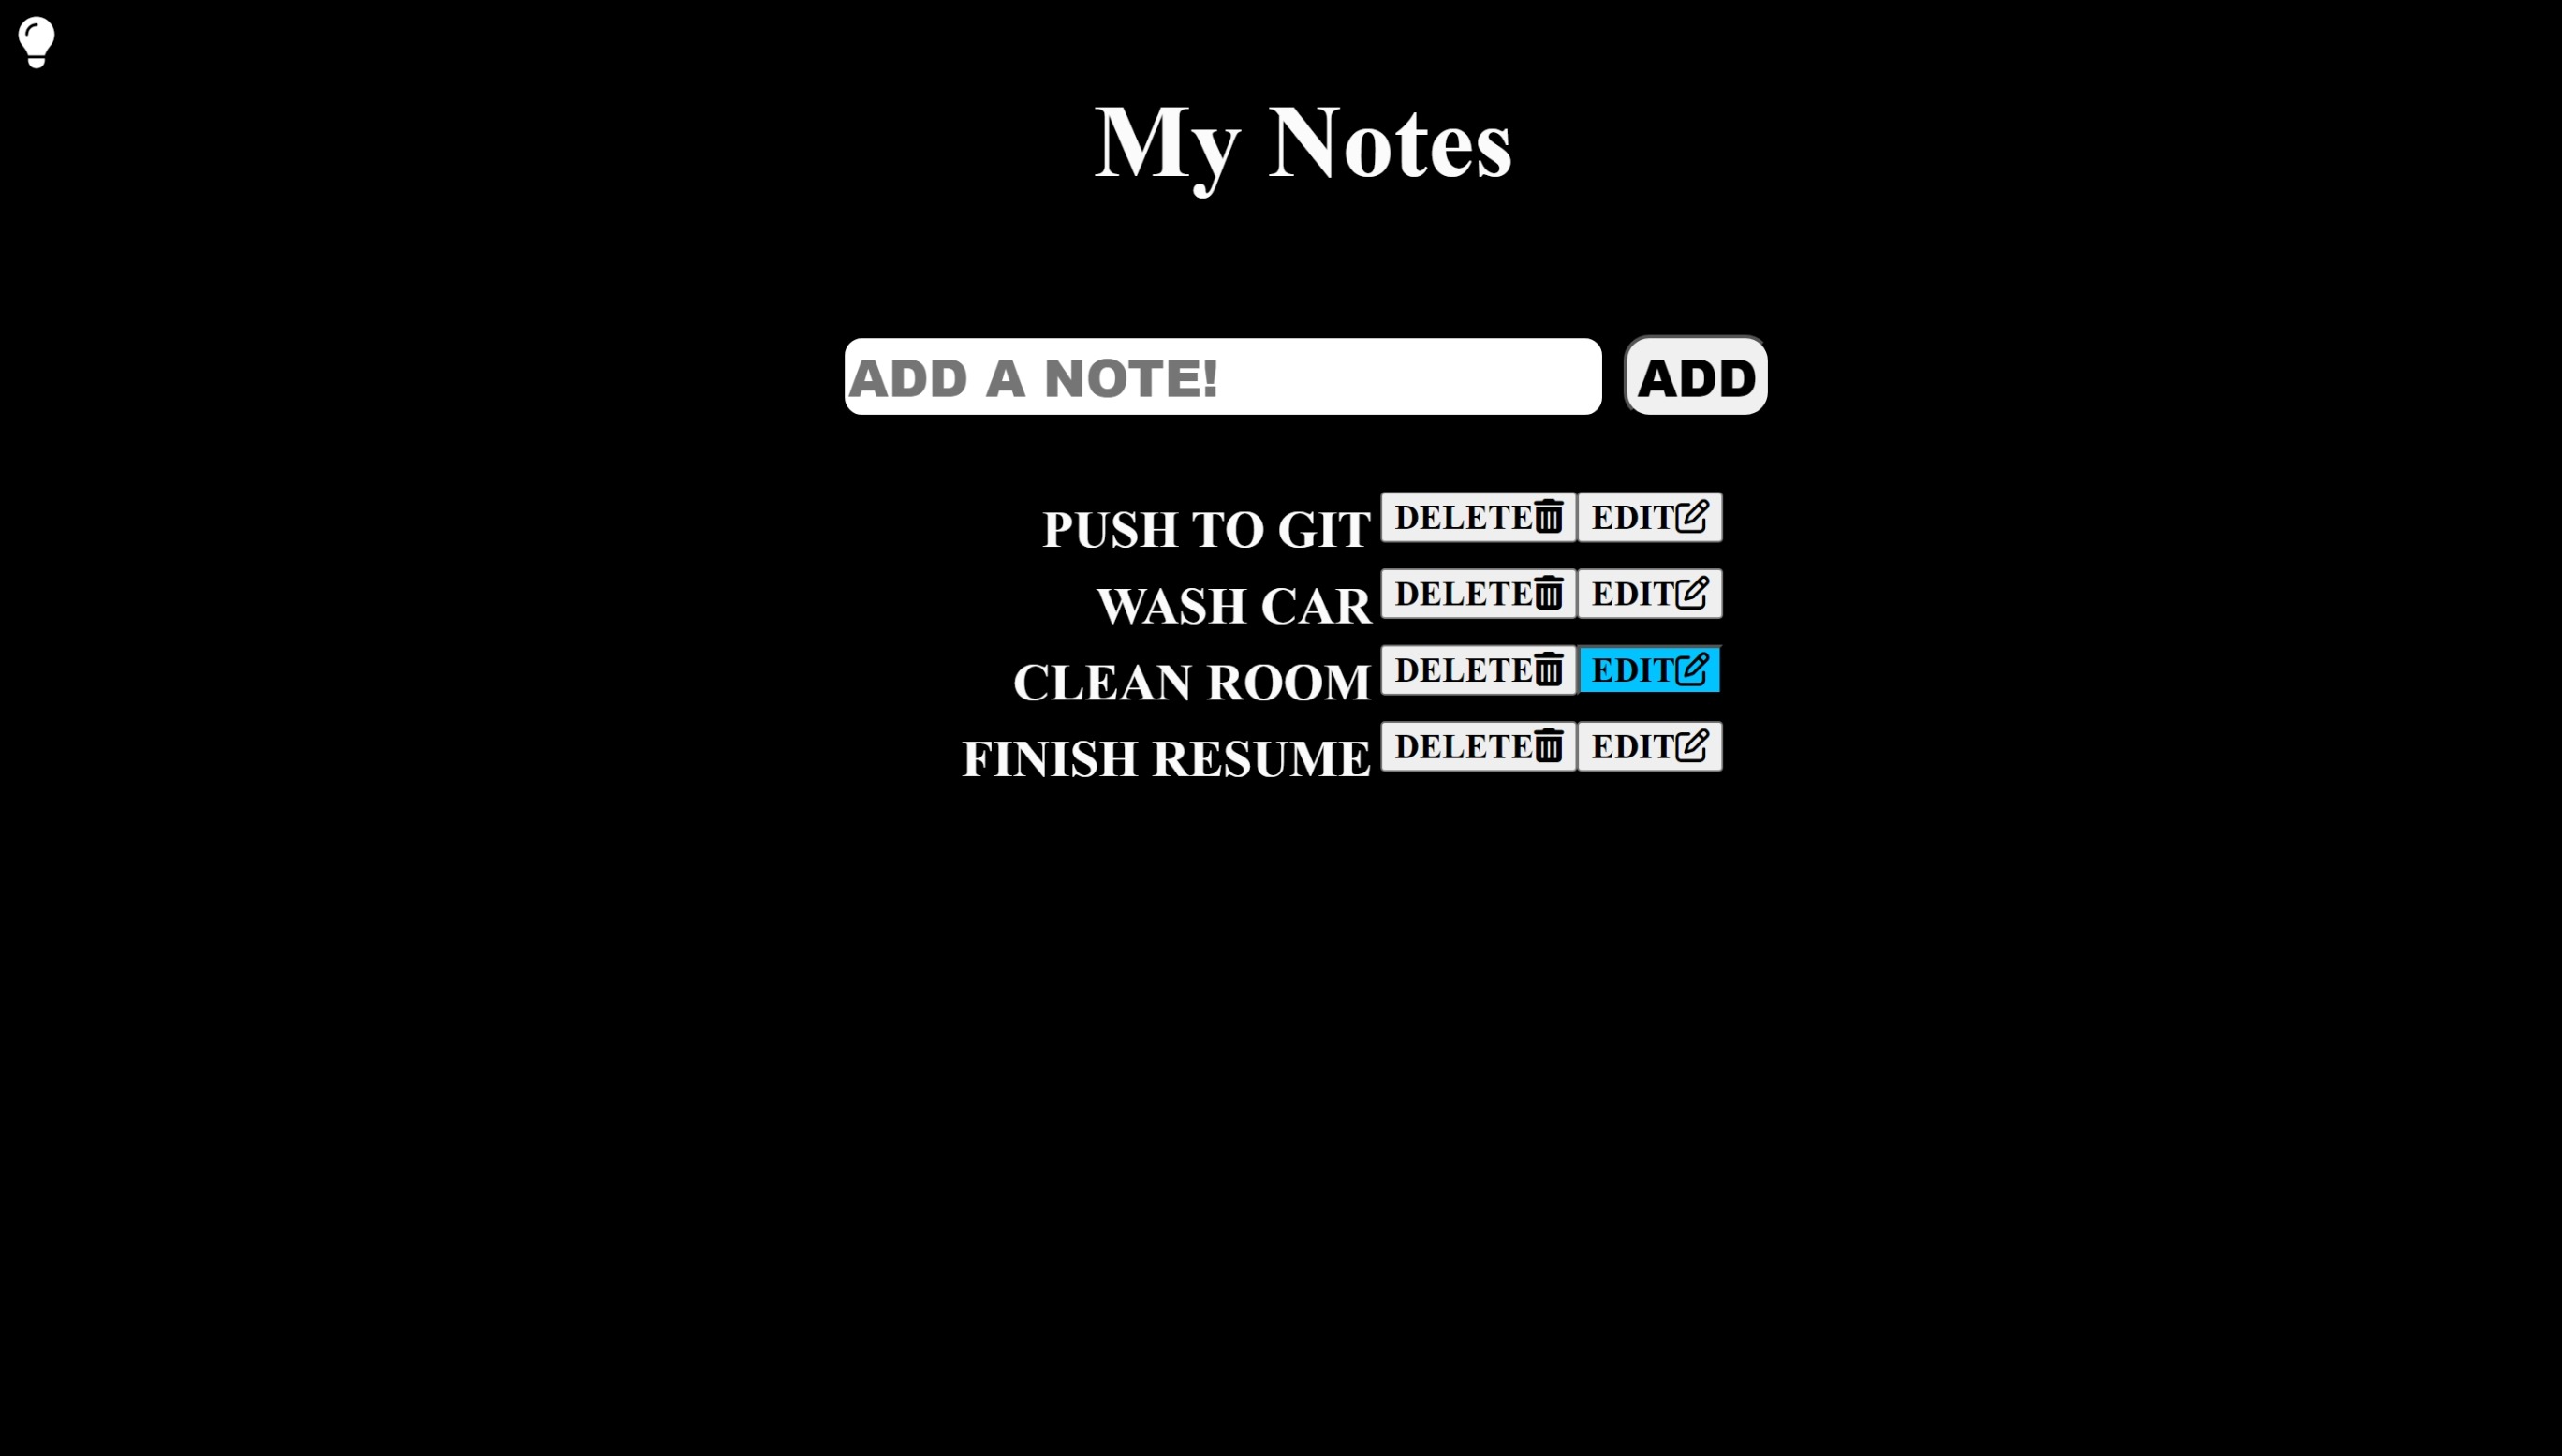 My Notes
ADD A NOTE! ADD
PUSH TO GIT DELETE EDIT
WASH CAR DELETE EDIT
CLEAN ROOM DELETE EDIT
FINISH RESUME DELETE EDIT